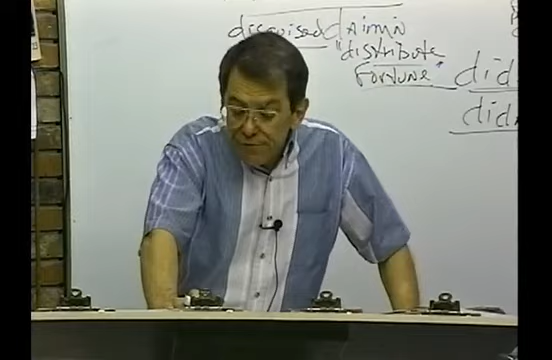 disguised daimon
"distribute
fortune"
did
did